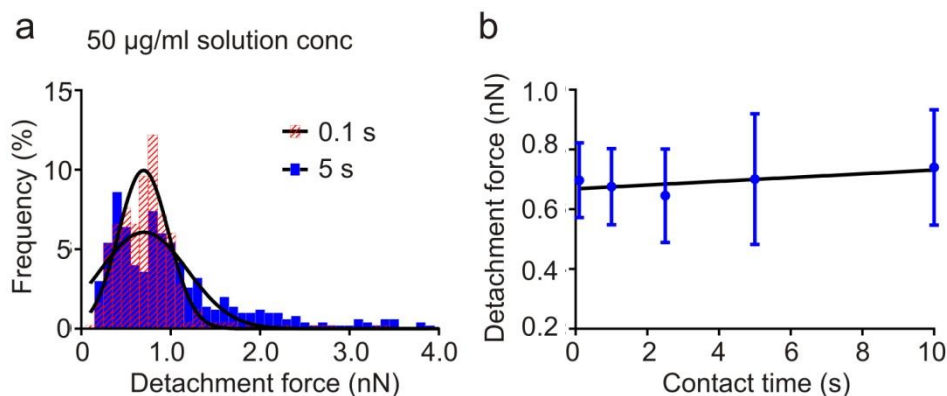 a
50 µg/ml solution conc
Frequency (%)
15
10
5
0
0.1 s
5 s
0 1.0 2.0 3.0 4.0
Detachment force (nN)
b
Detachment force (nN)
1.0
0.8
0.6
0.4
0.2
0 2 4 6 8 10
Contact time (s)